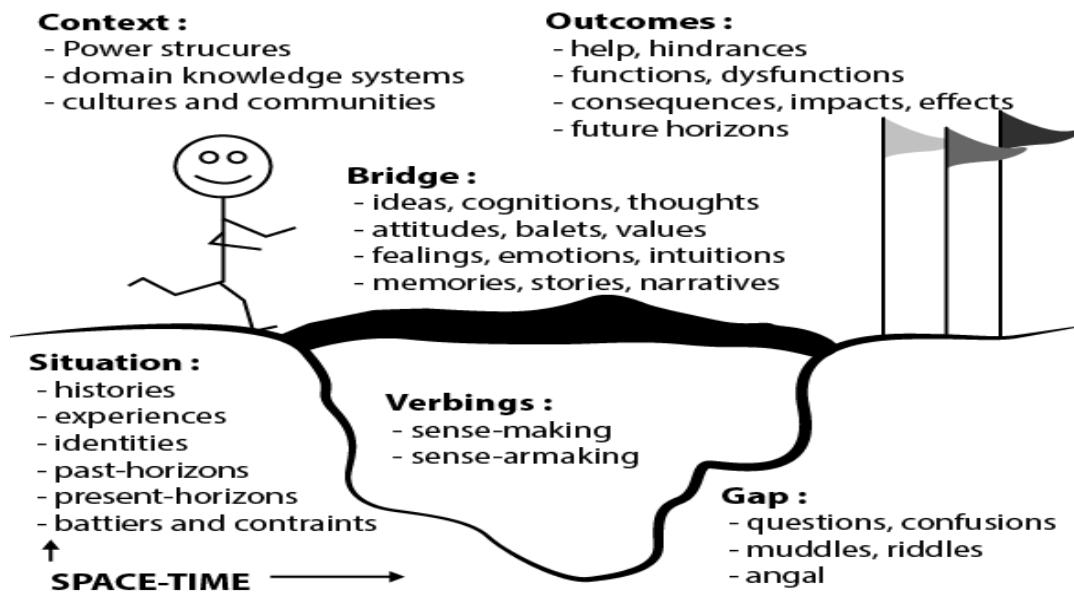 Context :
- Power strucures
- domain knowledge systems
- cultures and communities
Outcomes :
- help, hindrances
- functions, dysfunctions
- consequences, impacts, effects
- future horizons
Bridge :
- ideas, cognitions, thoughts
- attitudes, balets, values
- fealings, emotions, intuitions
- memories, stories, narratives
Situation :
- histories
- experiences
- identities
- past-horizons
- present-horizons
- battiers and contraints
SPACE-TIME
Verbings :
- sense-making
- sense-armaking
Gap :
- questions, confusions
- muddles, riddles
- angal